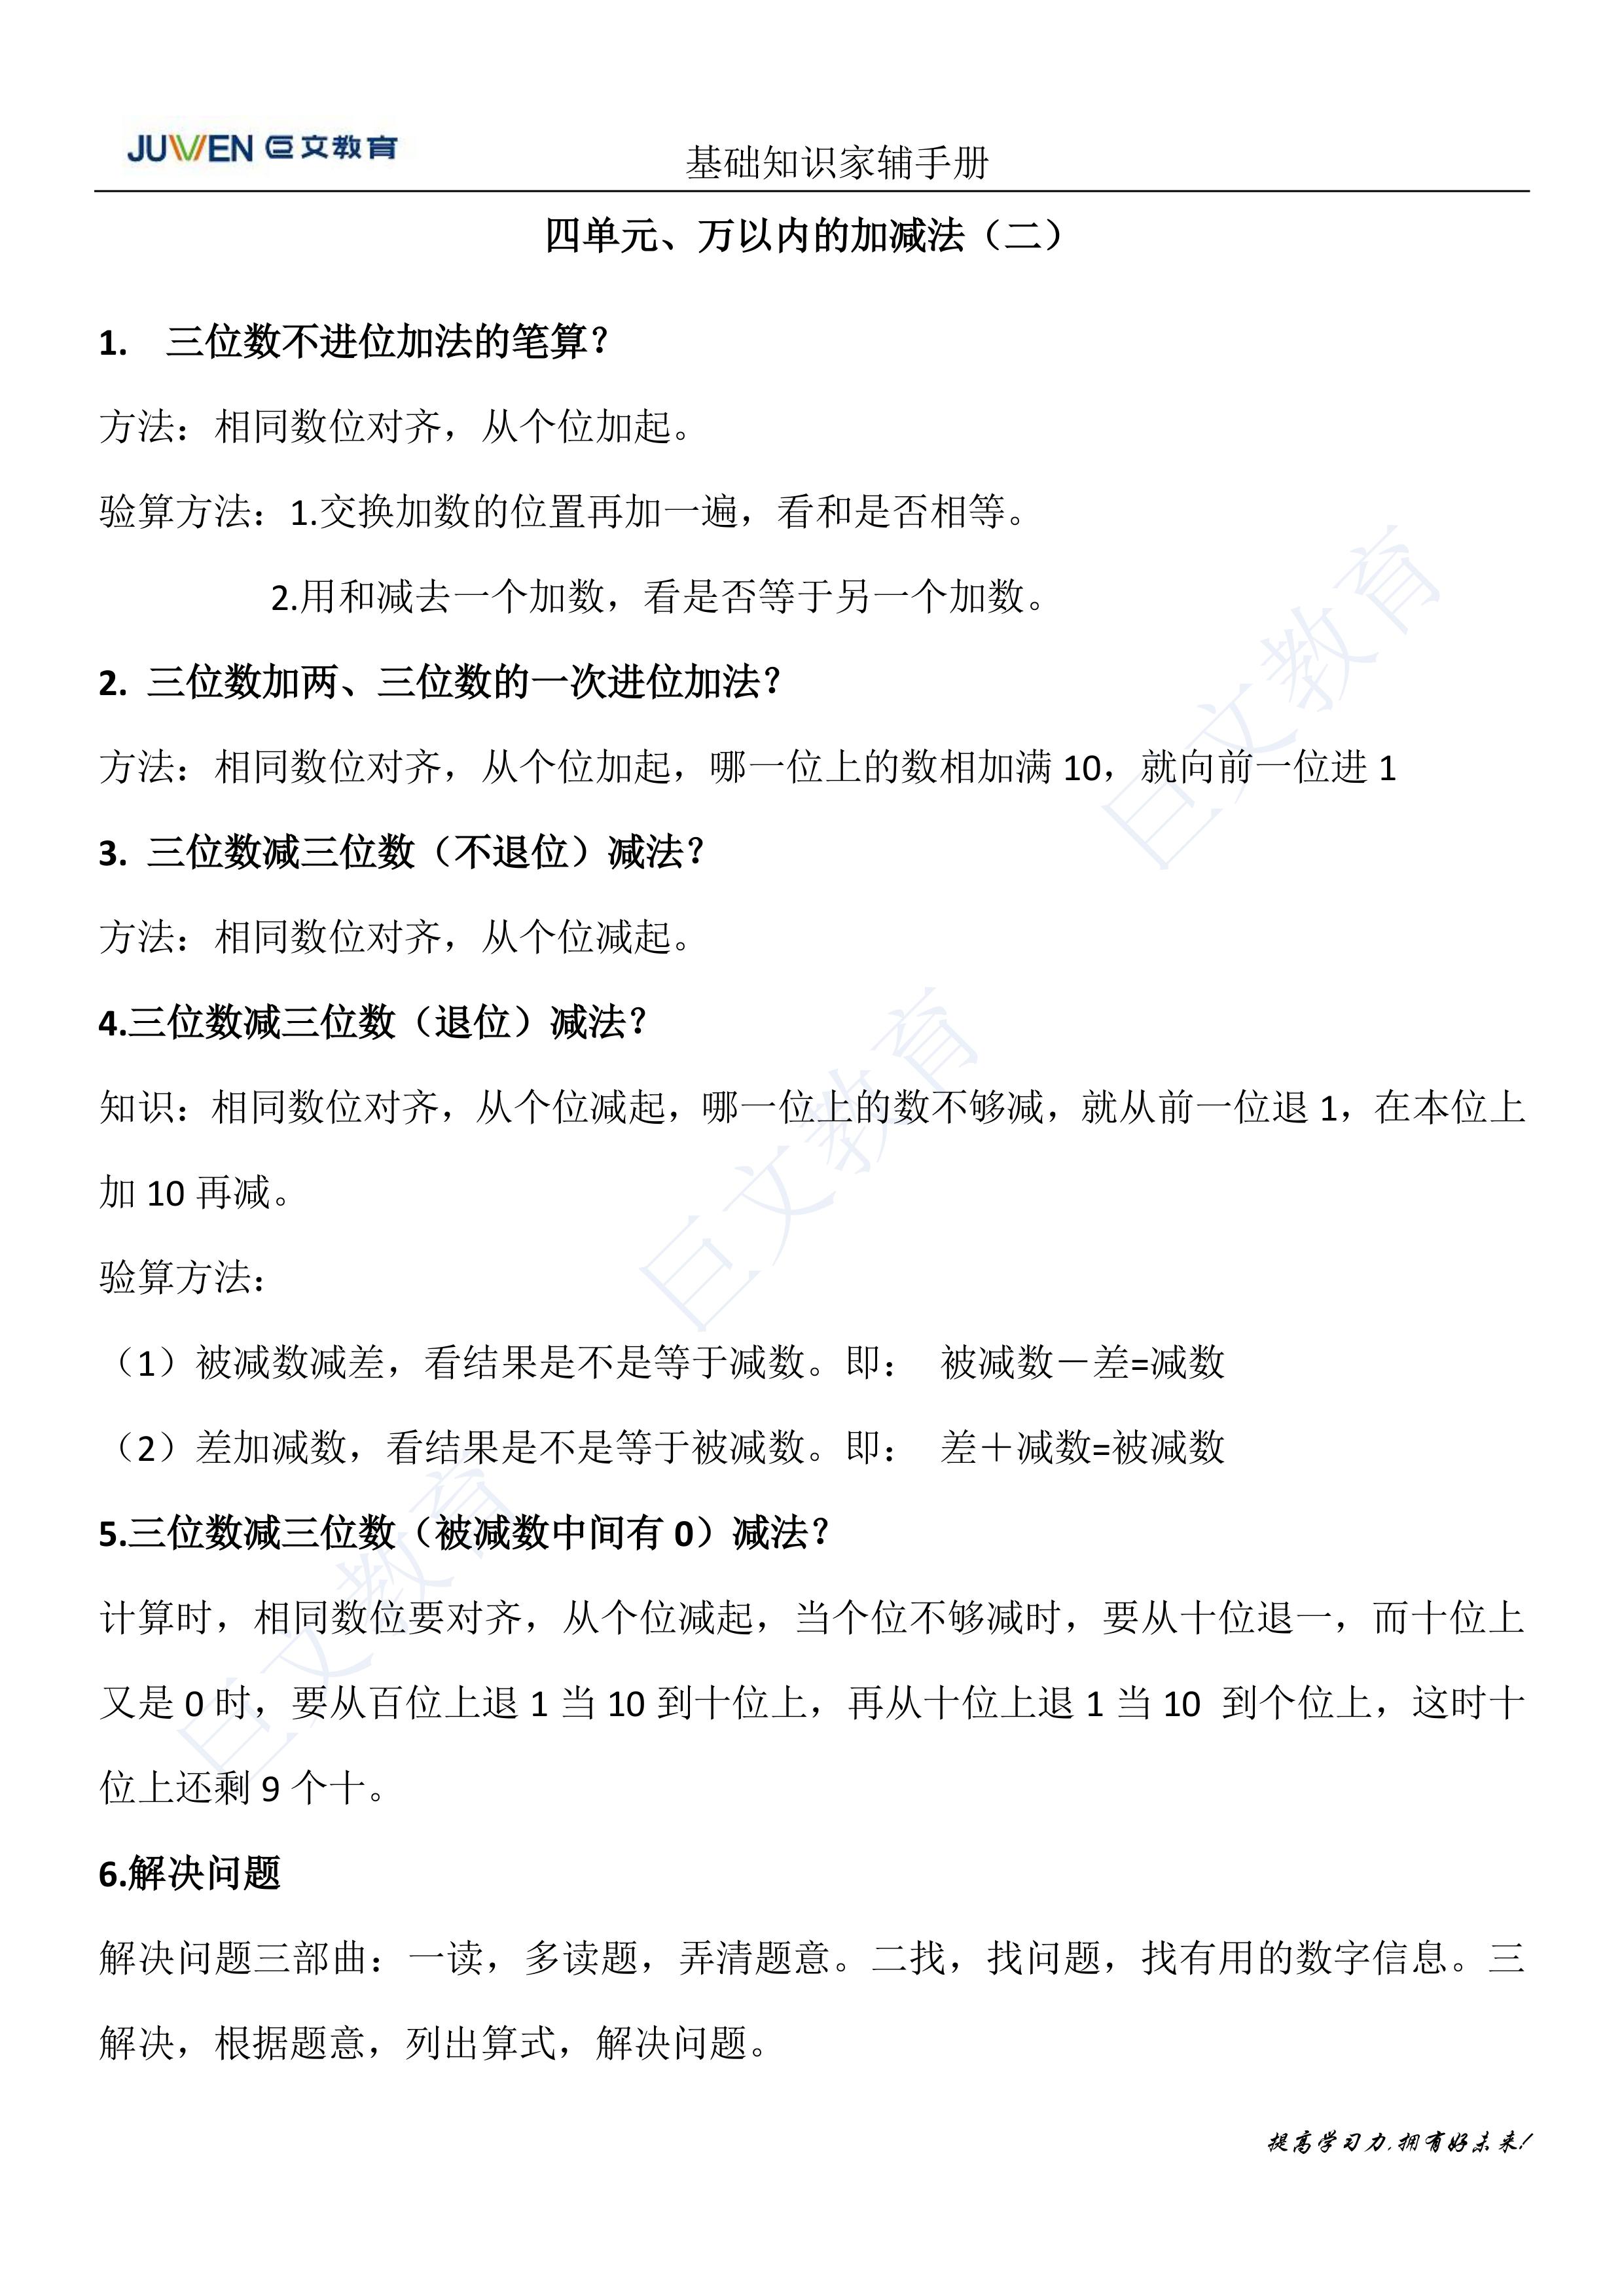 JUWEN 巨文教育
基础知识家辅手册
四单元、万以内的加减法（二）
1. 三位数不进位加法的笔算？
方法：相同数位对齐，从个位加起。
验算方法：1.交换加数的位置再加一遍，看和是否相等。
2.用和减去一个加数，看是否等于另一个加数。
2. 三位数加两、三位数的一次进位加法？
方法：相同数位对齐，从个位加起，哪一位上的数相加满 10，就向前一位进 1
3. 三位数减三位数（不退位）减法？
方法：相同数位对齐，从个位减起。
4.三位数减三位数（退位）减法？
知识：相同数位对齐，从个位减起，哪一位上的数不够减，就从前一位退 1，在本位上
加 10 再减。
验算方法：
（1）被减数减差，看结果是不是等于减数。即： 被减数－差=减数
（2）差加减数，看结果是不是等于被减数。即： 差＋减数=被减数
5.三位数减三位数（被减数中间有 0）减法？
计算时，相同数位要对齐，从个位减起，当个位不够减时，要从十位退一，而十位上
又是 0 时，要从百位上退 1 当 10 到十位上，再从十位上退 1 当 10 到个位上，这时十
位上还剩 9 个十。
6.解决问题
解决问题三部曲：一读，多读题，弄清题意。二找，找问题，找有用的数字信息。三
解决，根据题意，列出算式，解决问题。
提高学习力，拥有好未来！
巨文教育
巨文教育
巨文教育